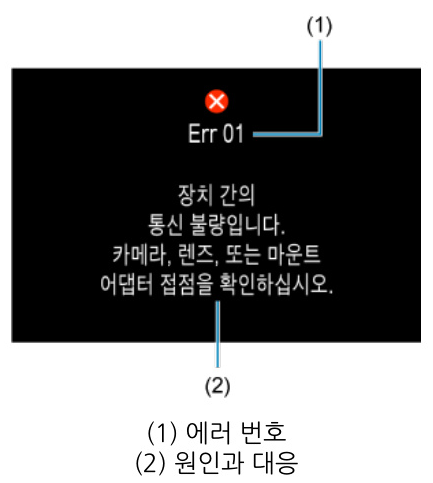 (1)
Err 01
장치 간의
통신 불량입니다.
카메라, 렌즈, 또는 마운트
어댑터 접점을 확인하십시오.
(2)
(1) 에러 번호
(2) 원인과 대응